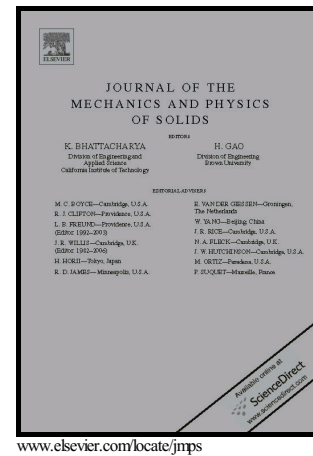 ELSEVIER
JOURNAL OF THE
MECHANICS AND PHYSICS
OF SOLIDS
EDITORS
K. BHATTACHARYA
Division of Engineering and
Applied Science
California Institute of Technology
H. GAO
Division of Engineering
Brown University
EDITORIAL ADVISERS
M. C. BOYCE—Cambridge, U.S.A.
R. J. CLIFTON—Providence, U.S.A.
L. B. FREUND—Providence, U.S.A.
(Editor 1992–2003)
J. R. WILLIS—Cambridge, U.K.
(Editor 1982–2006)
H. HORII—Tokyo, Japan
R. D. JAMES—Minneapolis, U.S.A.
E. VAN DER GIESSEN—Groningen,
The Netherlands
W. YANG—Beijing, China
J. R. RICE—Cambridge, U.S.A.
N. A. FLECK—Cambridge, U.K.
J. W. HUTCHINSON—Cambridge, U.S.A.
M. ORTIZ—Pasadena, U.S.A.
P. SUQUET—Marseille, France
Available online at
ScienceDirect
www.sciencedirect.com
www.elsevier.com/locate/jmps